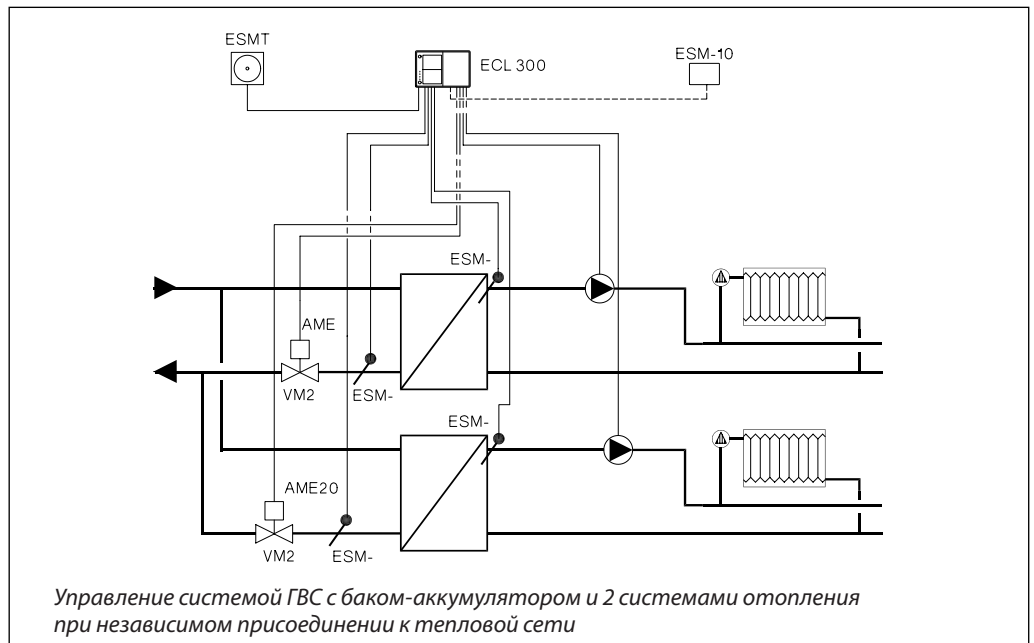 ESMT
ECL 300
ESM-10
ESM-
AME
VM2
ESM-
ESM-
AME20
VM2
ESM-
Управление системой ГВС с баком-аккумулятором и 2 системами отопления
при независимом присоединении к тепловой сети